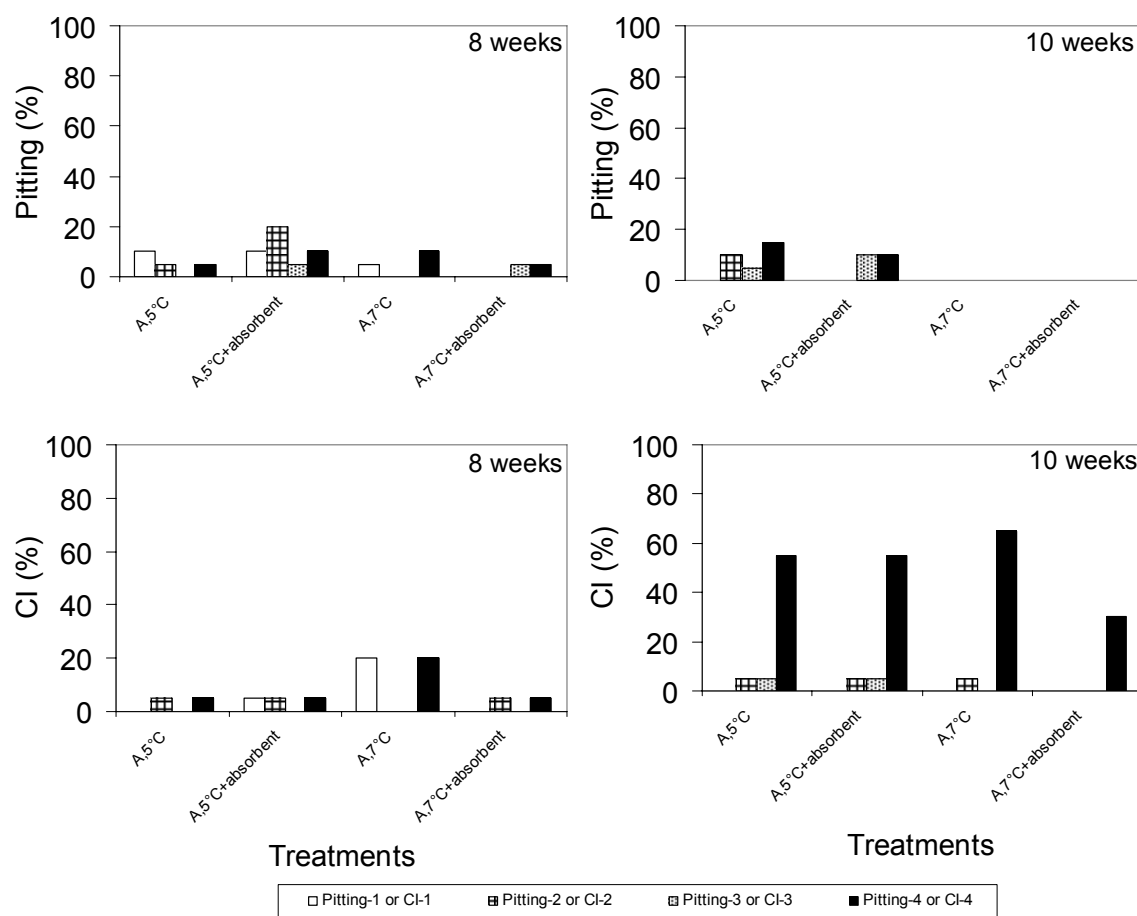 8 weeks
Pitting (%)
100
80
60
40
20
0
A,5°C
A,5°C+absorbent
A,7°C
A,7°C+absorbent
10 weeks
Pitting (%)
100
80
60
40
20
0
A,5°C
A,5°C+absorbent
A,7°C
A,7°C+absorbent
8 weeks
CI (%)
100
80
60
40
20
0
A,5°C
A,5°C+absorbent
A,7°C
A,7°C+absorbent
Treatments
10 weeks
CI (%)
100
80
60
40
20
0
A,5°C
A,5°C+absorbent
A,7°C
A,7°C+absorbent
Treatments
Pitting-1 or CI-1 Pitting-2 or CI-2 Pitting-3 or CI-3 Pitting-4 or CI-4